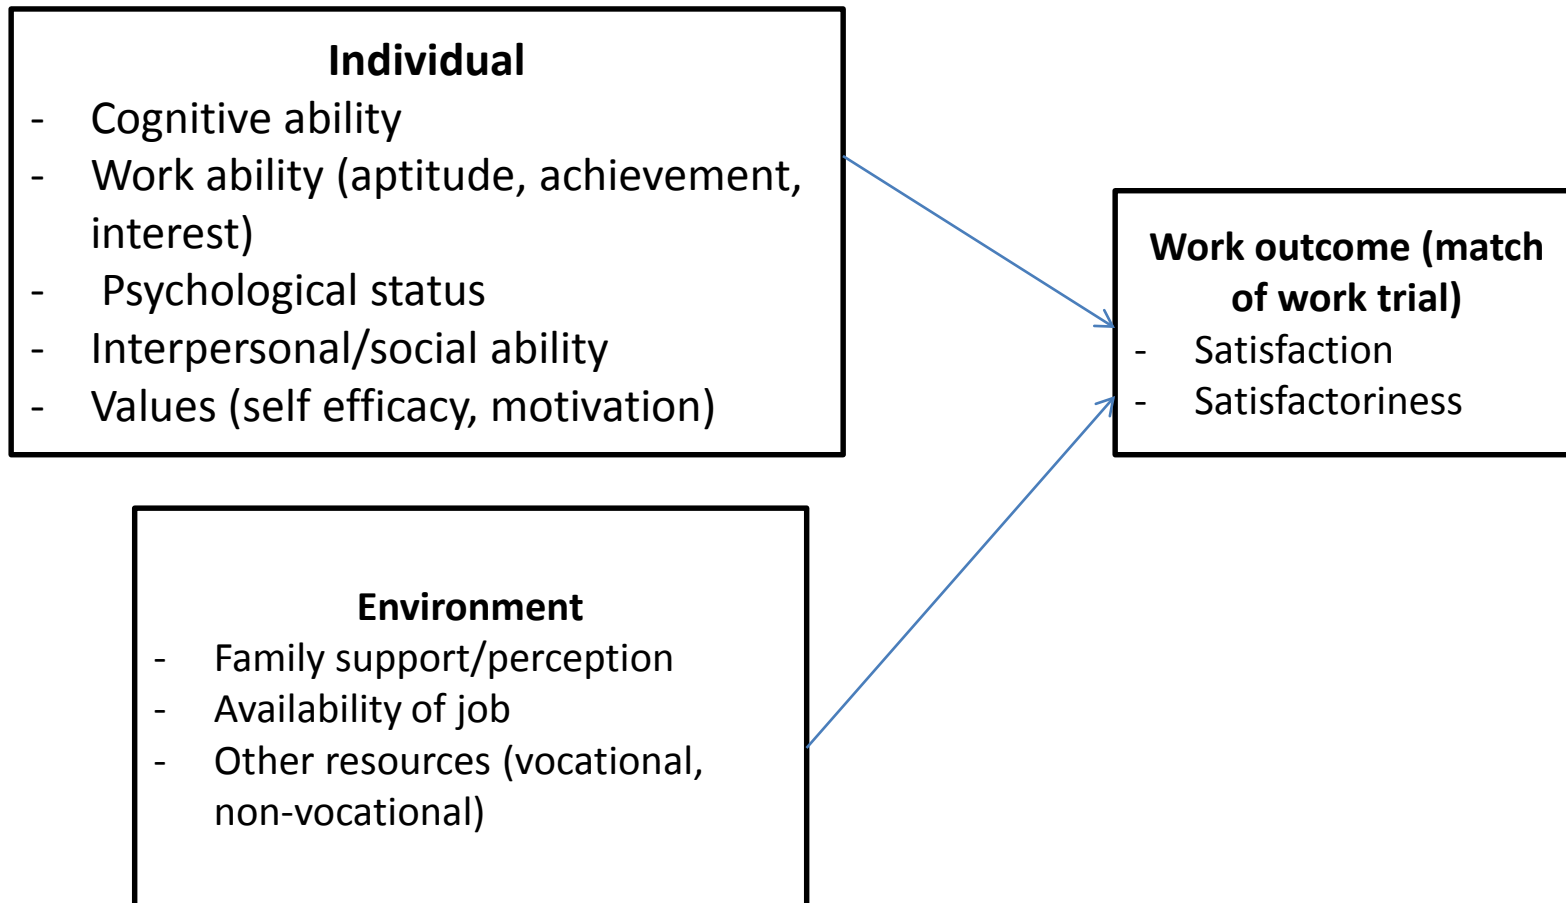 Individual
- Cognitive ability
- Work ability (aptitude, achievement,
interest)
- Psychological status
- Interpersonal/social ability
- Values (self efficacy, motivation)
Work outcome (match
of work trial)
- Satisfaction
- Satisfactoriness
Environment
- Family support/perception
- Availability of job
- Other resources (vocational,
non-vocational)